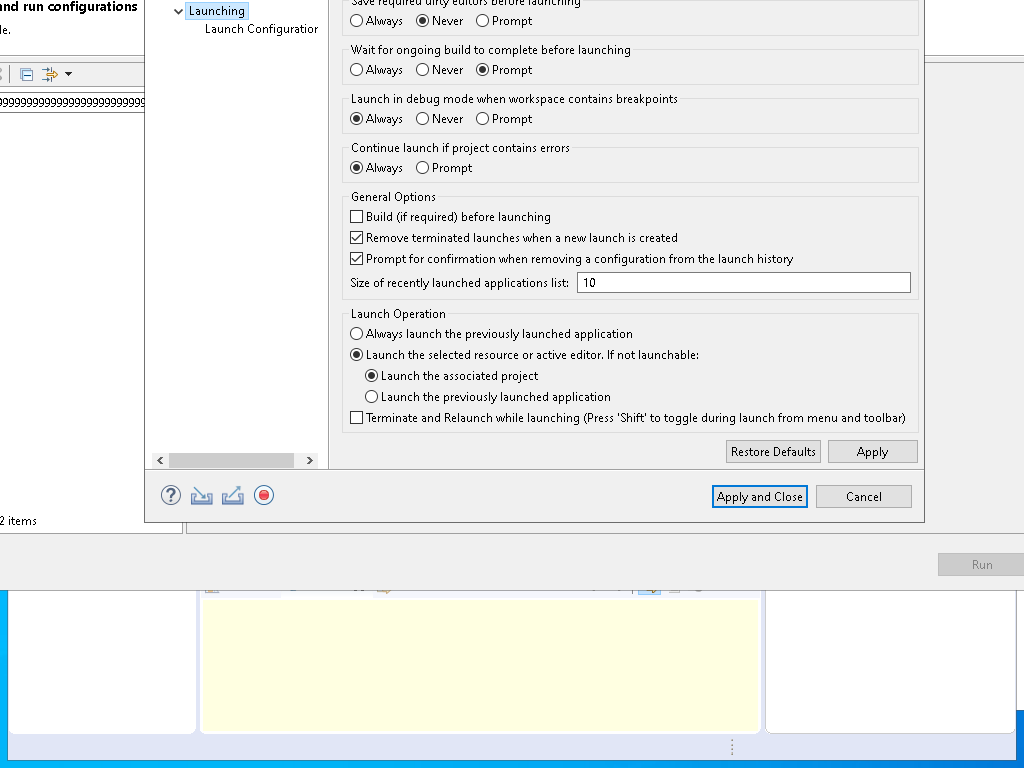 and run configurations
Launching
Save required dirty editors before launching
Always Never Prompt
Launch Configuration
Wait for ongoing build to complete before launching
Always Never Prompt
Launch in debug mode when workspace contains breakpoints
Always Never Prompt
Continue launch if project contains errors
Always Prompt
General Options
Build (if required) before launching
Remove terminated launches when a new launch is created
Prompt for confirmation when removing a configuration from the launch history
Size of recently launched applications list: 10
Launch Operation
Always launch the previously launched application
Launch the selected resource or active editor. If not launchable:
Launch the associated project
Launch the previously launched application
Terminate and Relaunch while launching (Press 'Shift' to toggle during launch from menu and toolbar)
Restore Defaults Apply
Apply and Close Cancel
2 items
Run